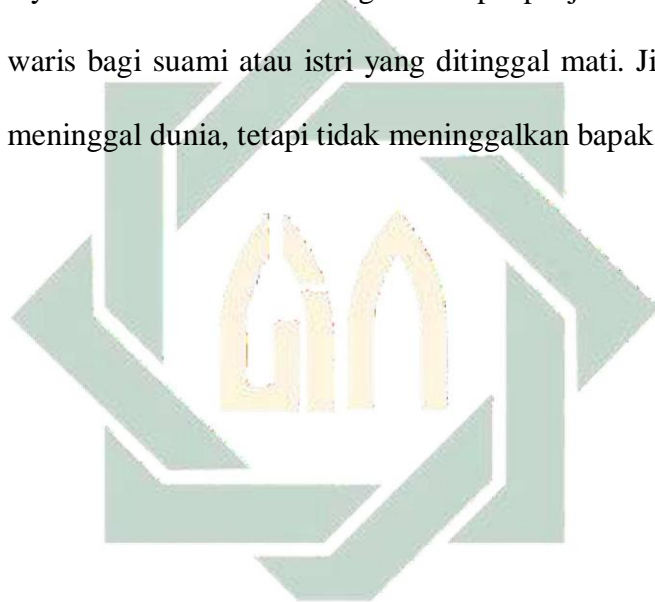 waris bagi suami atau istri yang ditinggal mati. Ji
meninggal dunia, tetapi tidak meninggalkan bapak